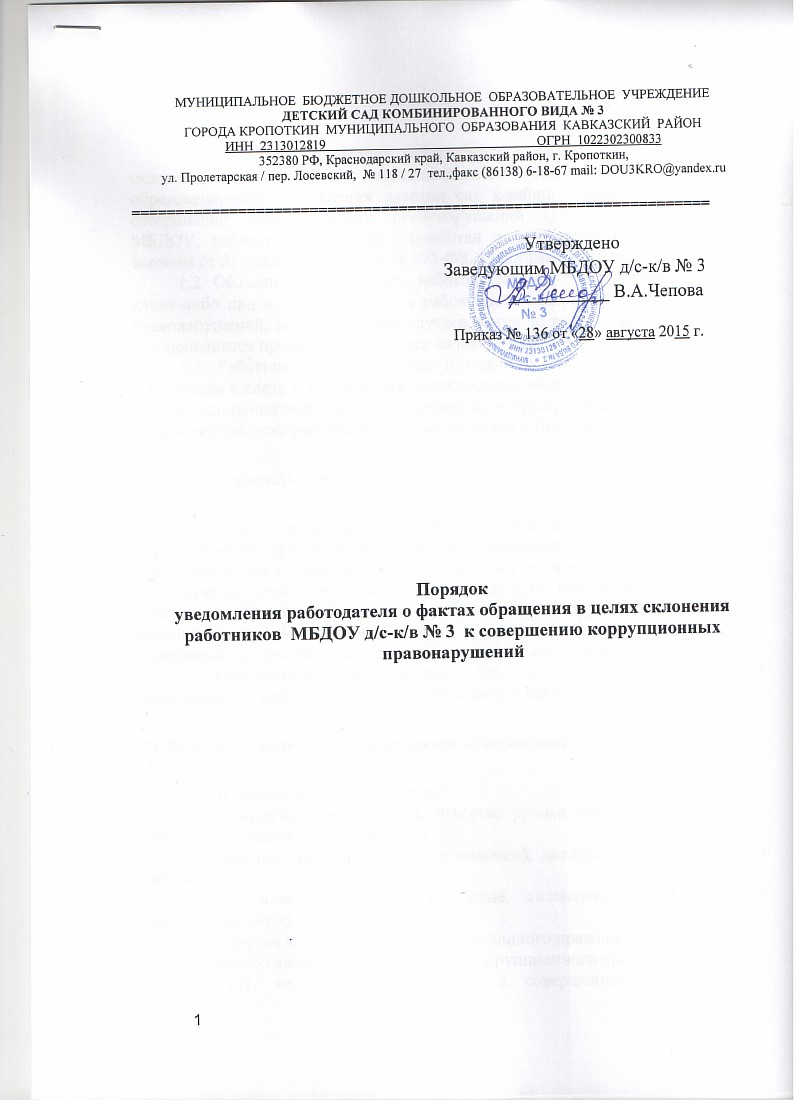 МУНИЦИПАЛЬНОЕ БЮДЖЕТНОЕ ДОШКОЛЬНОЕ ОБРАЗОВАТЕЛЬНОЕ УЧРЕЖДЕНИЕ
ДЕТСКИЙ САД КОМБИНИРОВАННОГО ВИДА № 3
ГОРОДА КРОПОТКИН МУНИЦИПАЛЬНОГО ОБРАЗОВАНИЯ КАВКАЗСКИЙ РАЙОН
ИНН 2313012819 ОГРН 1022302300833
352380 РФ, Краснодарский край, Кавказский район, г. Кропоткин,
ул. Пролетарская / пер. Лосевский, № 118 / 27 тел.,факс (86138) 6-18-67 mail: DOU3KRO@yandex.ru
Утверждено
Заведующим МБДОУ д/с-к/в № 3
В.А.Чепова
МБДОУ
№ 3
Приказ № 136 от «28» августа 2015 г.
Порядок
уведомления работодателя о фактах обращения в целях склонения
работников МБДОУ д/с-к/в № 3 к совершению коррупционных
правонарушений
1